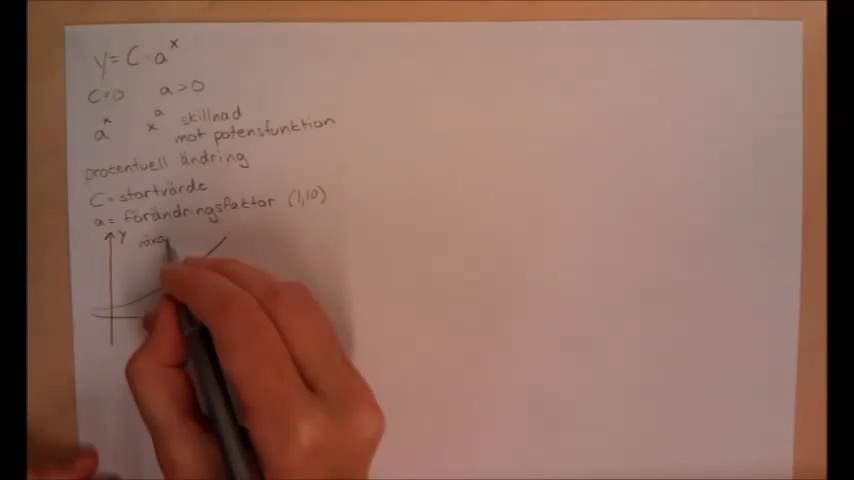 y = C · a^x
C>0 a>0
a^x x^a skillnad
mot potensfunktion
procentuell ändring
C = startvärde
a = förändringsfaktor (1,10)
y